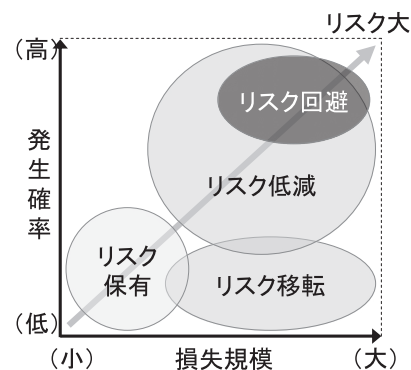 リスク大
（高）
発生確率
リスク回避
リスク低減
リスク
保有
リスク移転
（低）
（小）
損失規模
（大）